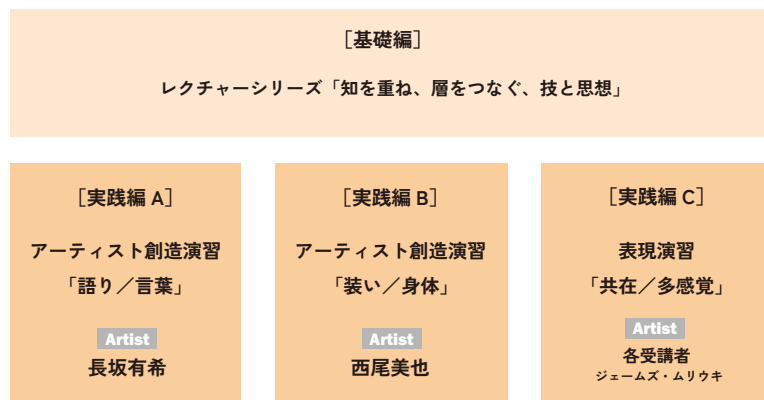 ［基礎編］
レクチャーシリーズ「知を重ね、層をつなぐ、技と思想」
［実践編 A］
アーティスト創造演習
「語り／言葉」
Artist
長坂有希
［実践編 B］
アーティスト創造演習
「装い／身体」
Artist
西尾美也
［実践編 C］
表現演習
「共在／多感覚」
Artist
各受講者
ジェームズ・ムリウキ